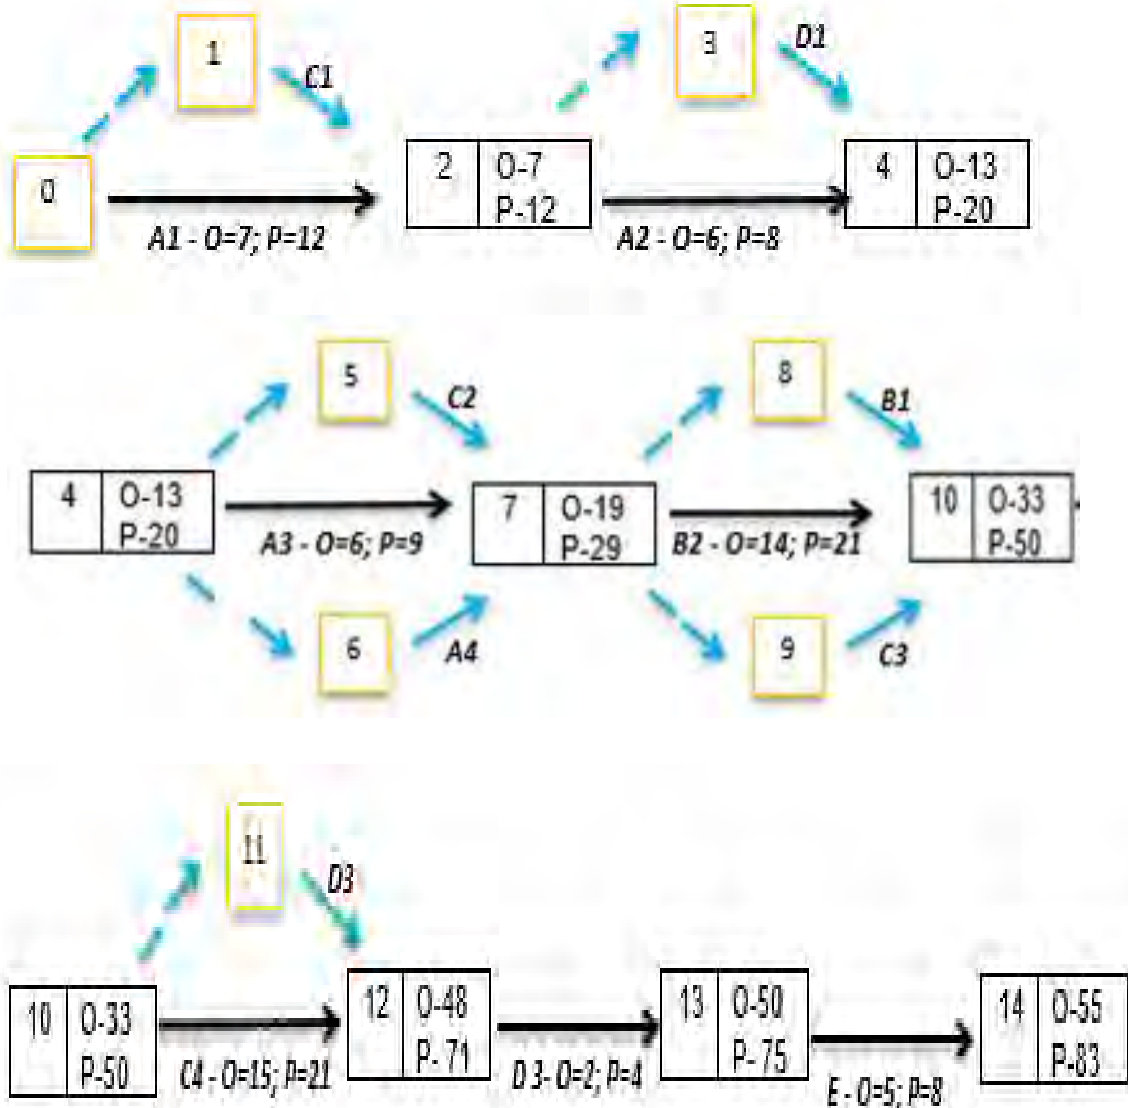 1
C1
0
A1 - O=7; P=12
2
O-7
P-12
3
D1
A2 - O=6; P=8
4
O-13
P-20
5
C2
4
O-13
P-20
A3 - O=6; P=9
6
A4
7
O-19
P-29
8
B1
B2 - O=14; P=21
9
C3
10
O-33
P-50
11
D3
10
O-33
P-50
C4 - O=15; P=21
12
O-48
P-71
D3- O=2; P=4
13
O-50
P-75
E - O=5; P=8
14
O-55
P-83